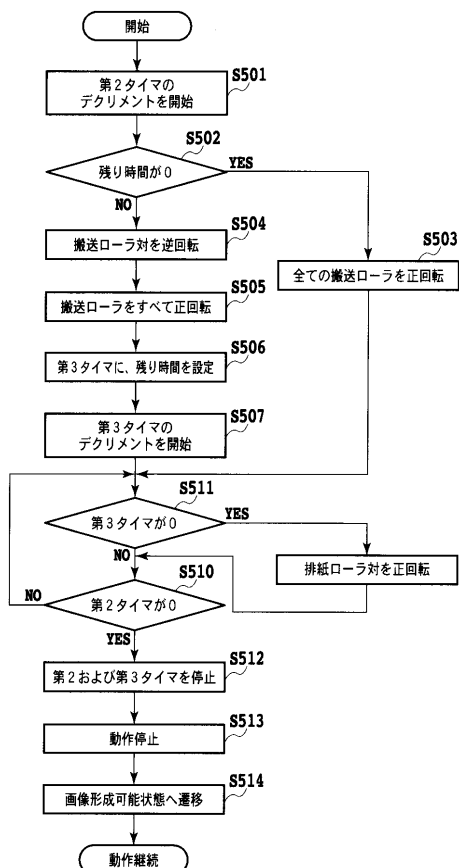 開始
S501
第2タイマの
デクリメントを開始
S502
残り時間が0
YES
NO
S504
搬送ローラ対を逆回転
S503
全ての搬送ローラを正回転
S505
搬送ローラをすべて正回転
S506
第3タイマに、残り時間を設定
S507
第3タイマの
デクリメントを開始
S511
第3タイマが0
YES
NO
排紙ローラ対を正回転
S510
第2タイマが0
NO
YES
S512
第2および第3タイマを停止
S513
動作停止
S514
画像形成可能状態へ遷移
動作継続